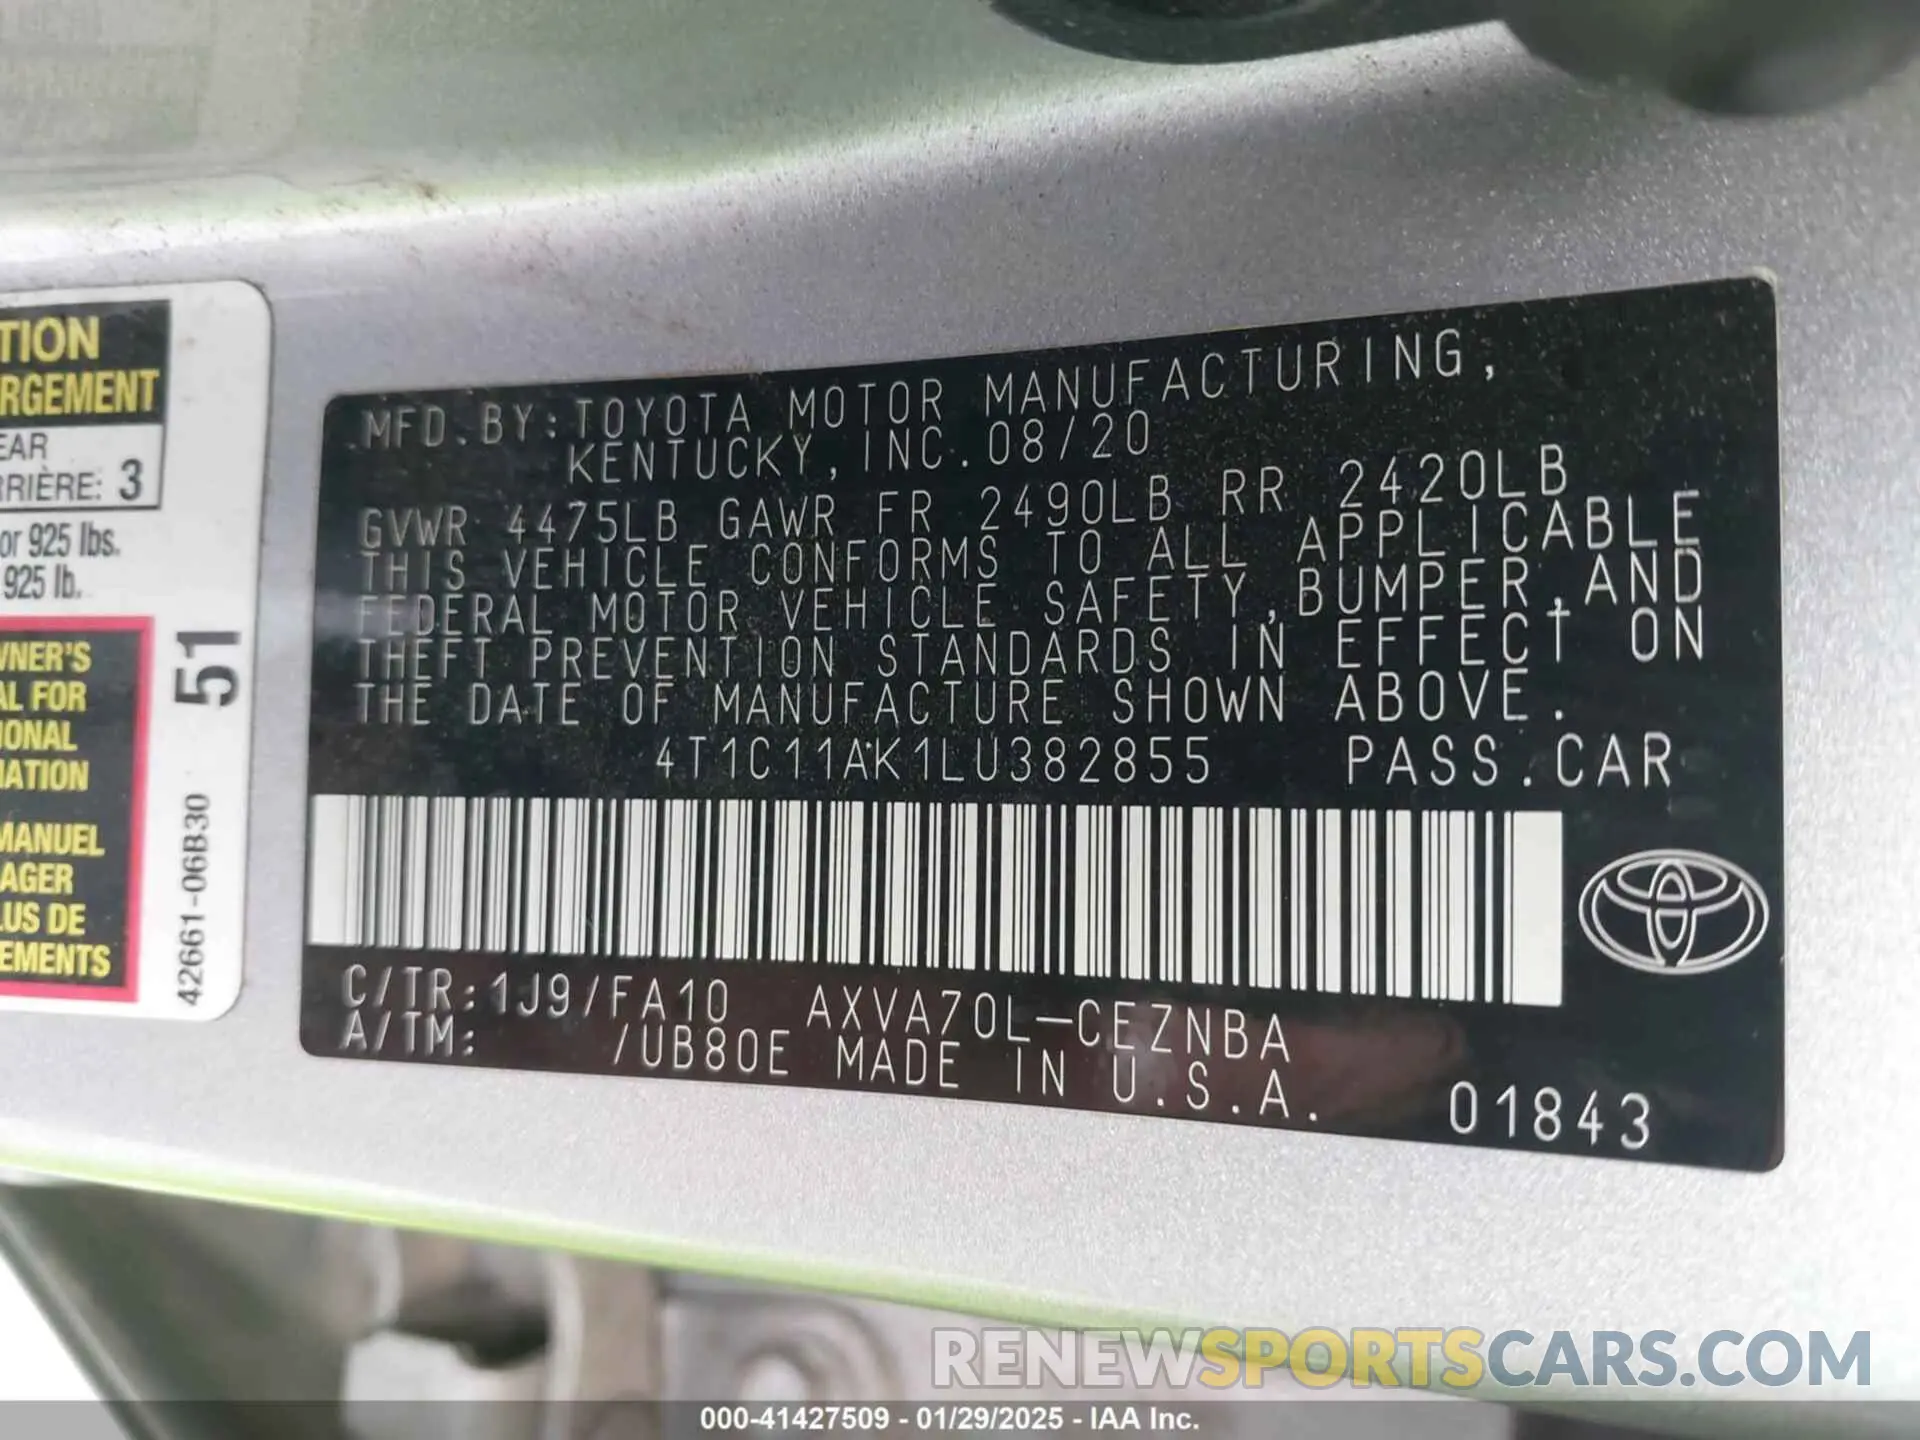 TION
RGEMENT
EAR
RRIÈRE: 3
or 925 lbs.
925 lb.
WNER'S
AL FOR
IONAL
MATION
MANUEL
AGER
LUS DE
EMENTS
51
42661-06B30
MFD.BY:TOYOTA MOTOR MANUFACTURING,
KENTUCKY,INC.08/20
GVWR 4475LB GAWR FR 2490LB RR 2420LB
THIS VEHICLE CONFORMS TO ALL APPLICABLE
FEDERAL MOTOR VEHICLE SAFETY,BUMPER,AND
THEFT PREVENTION STANDARDS IN EFFECT ON
THE DATE OF MANUFACTURE SHOWN ABOVE.
4T1C11AK1LU382855 PASS.CAR
C/TR:1J9/FA10 AXVA70L-CEZNBA
A/TM: /UB80E MADE IN U.S.A.
01843
RENEWSPORTSCARS.COM
000-41427509 - 01/29/2025 - IAA Inc.